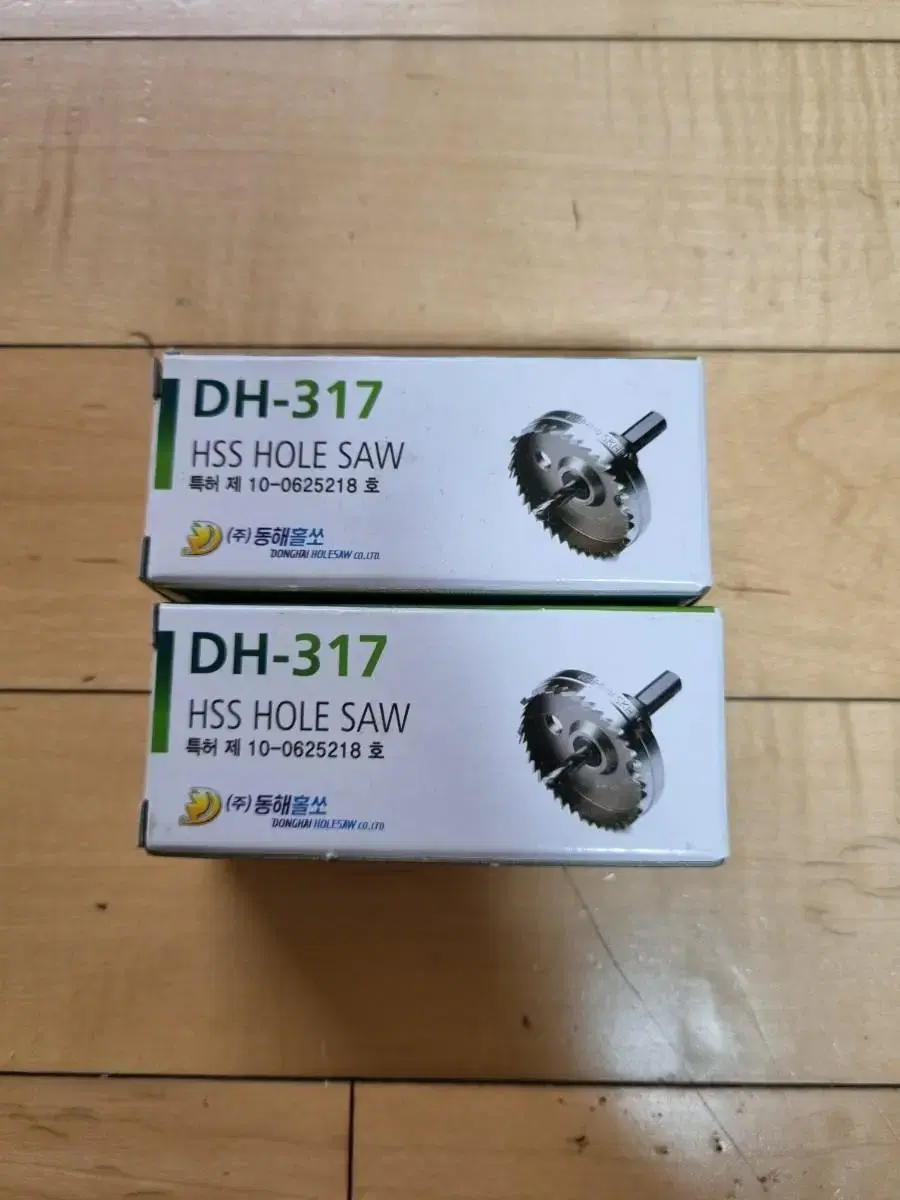 DH-317
HSS HOLE SAW
특허 제 10-0625218 호
(주)동해홀쏘
DONGHAI HOLESAW CO.,LTD.
DH-317
HSS HOLE SAW
특허 제 10-0625218 호
(주)동해홀쏘
DONGHAI HOLESAW CO.,LTD